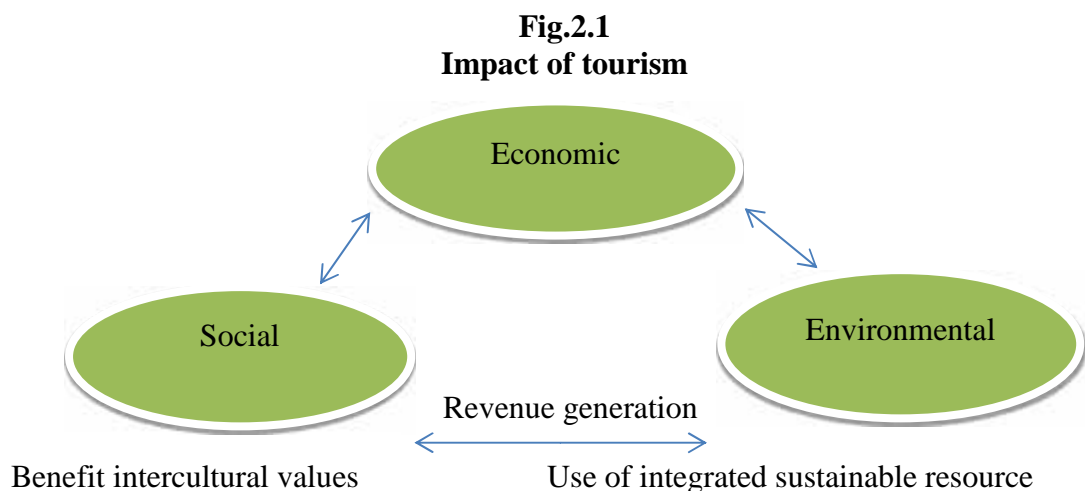 Fig.2.1
Impact of tourism
Economic
Social
Environmental
Revenue generation
Benefit intercultural values
Use of integrated sustainable resource